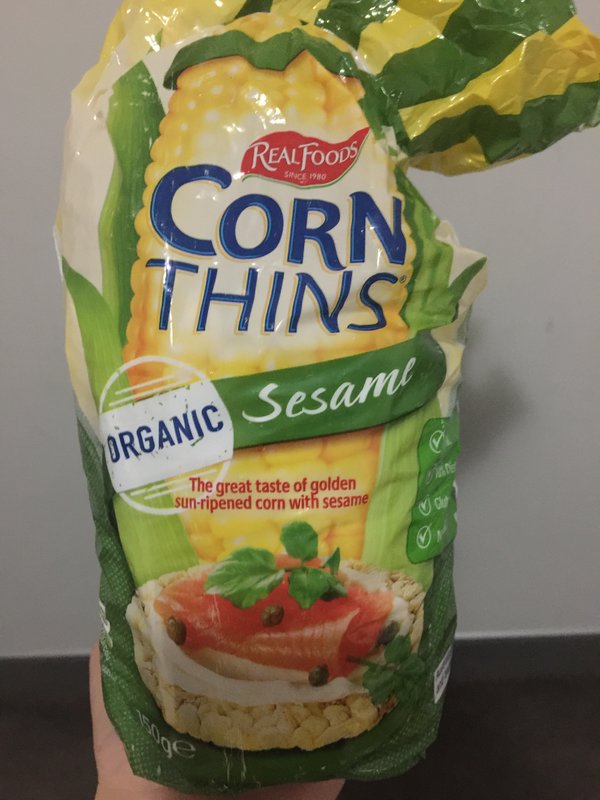 REAL FOODS
SINCE 1980
CORN
THINS®
Sesame
ORGANIC
The great taste of golden
sun-ripened corn with sesame
150g e